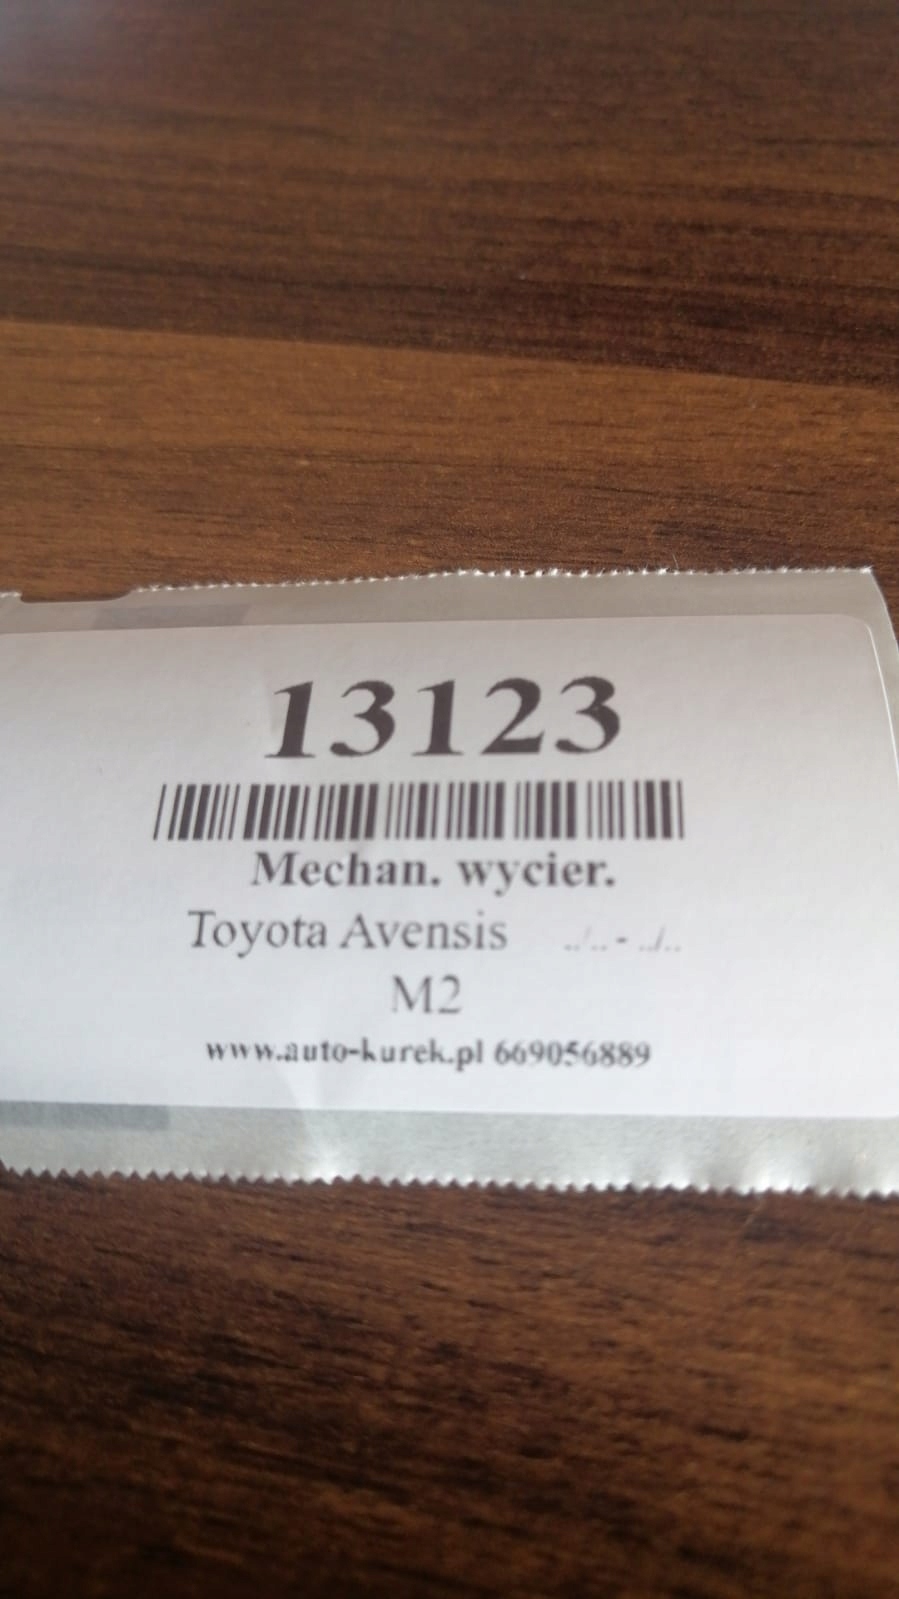 13123
Mechan. wycier.
Toyota Avensis ../.. - ../..
M2
www.auto-kurek.pl 669056889